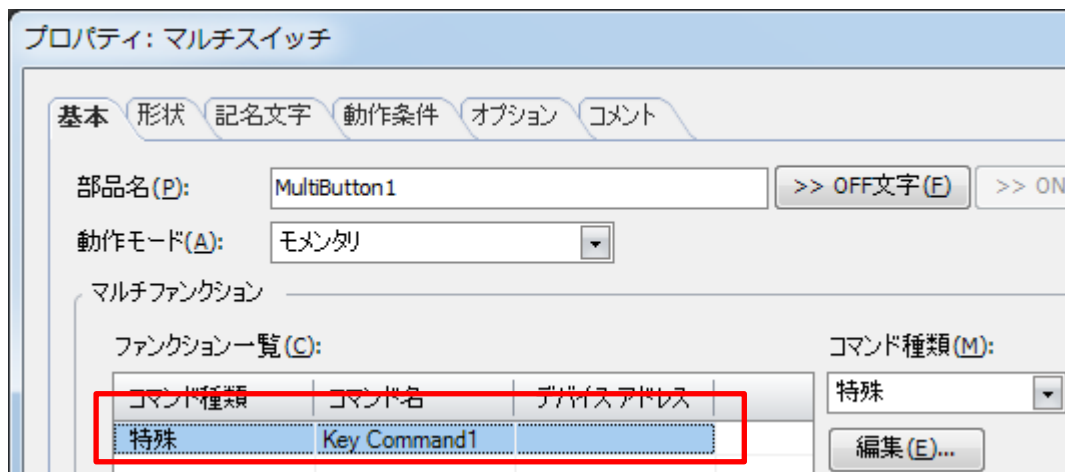 プロパティ: マルチスイッチ
基本 形状 記名文字 動作条件 オプション コメント
部品名(P): MultiButton1 >> OFF文字(F) >> ON
動作モード(A): モメンタリ
マルチファンクション
ファンクション一覧(C): コマンド種類(M):
コマンド種類 コマンド名 デバイスアドレス 特殊
特殊 Key Command1 編集(E)...